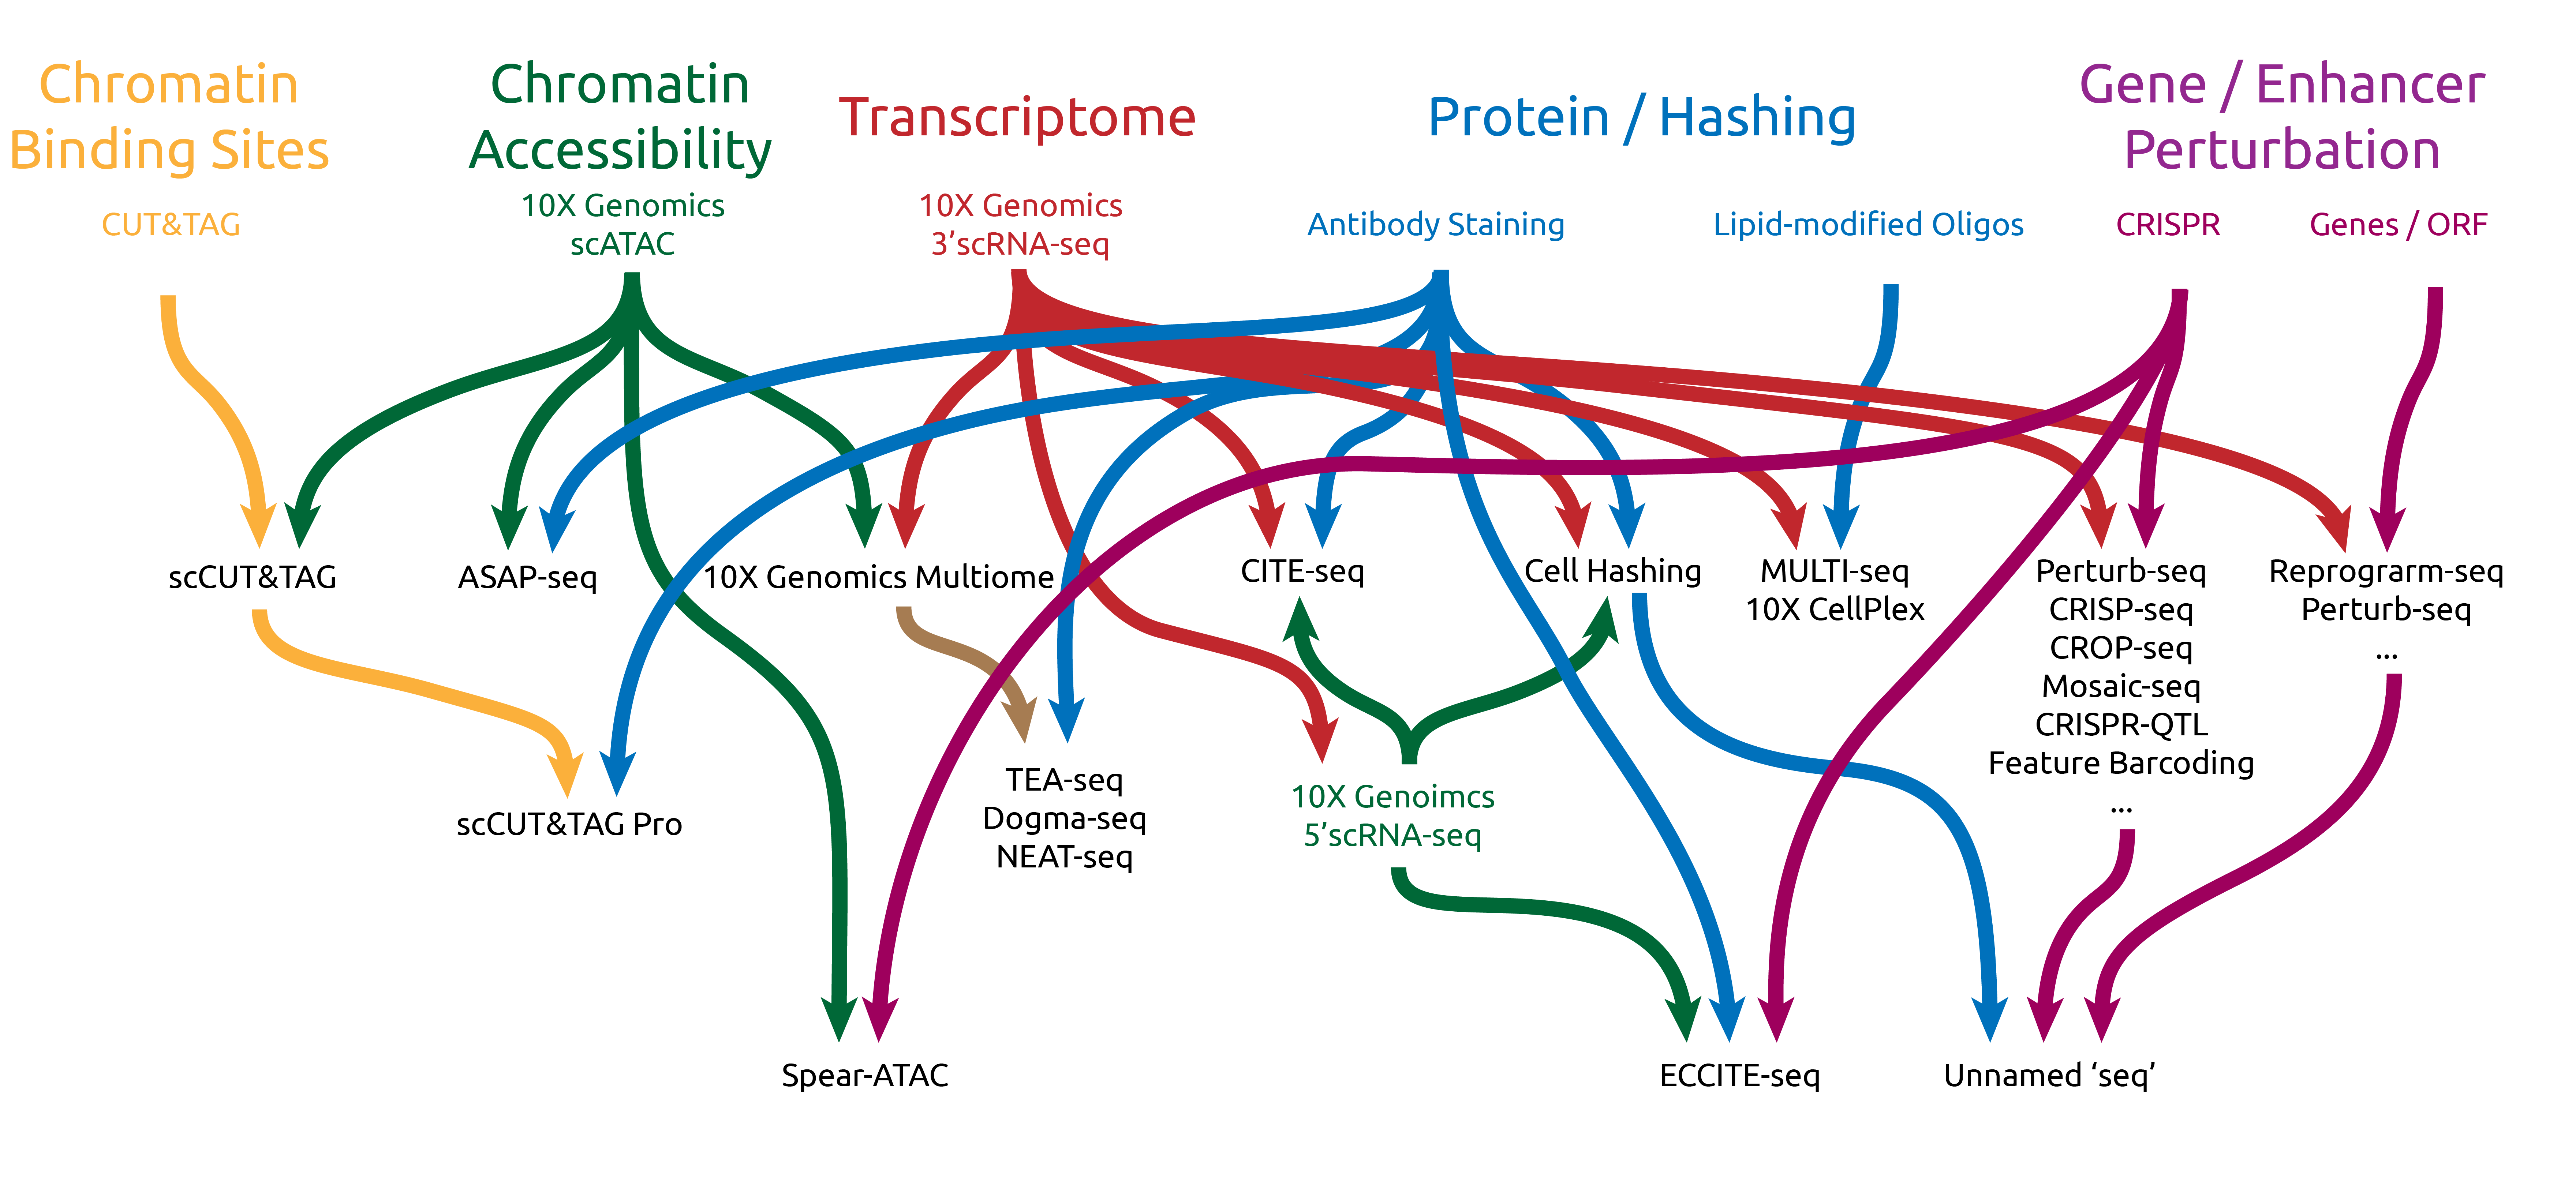 Chromatin
Binding Sites
CUT&TAG
Chromatin
Accessibility
10X Genomics
scATAC
Transcriptome
10X Genomics
3’scRNA-seq
Protein / Hashing
Antibody Staining
Lipid-modified Oligos
Gene / Enhancer
Perturbation
CRISPR
Genes / ORF
scCUT&TAG
ASAP-seq
10X Genomics Multiome
CITE-seq
Cell Hashing
MULTI-seq
10X CellPlex
Perturb-seq
CRISP-seq
CROP-seq
Mosaic-seq
CRISPR-QTL
Feature Barcoding
...
Reprograrm-seq
Perturb-seq
...
scCUT&TAG Pro
TEA-seq
Dogma-seq
NEAT-seq
10X Genoimcs
5’scRNA-seq
Spear-ATAC
ECCITE-seq
Unnamed ‘seq’